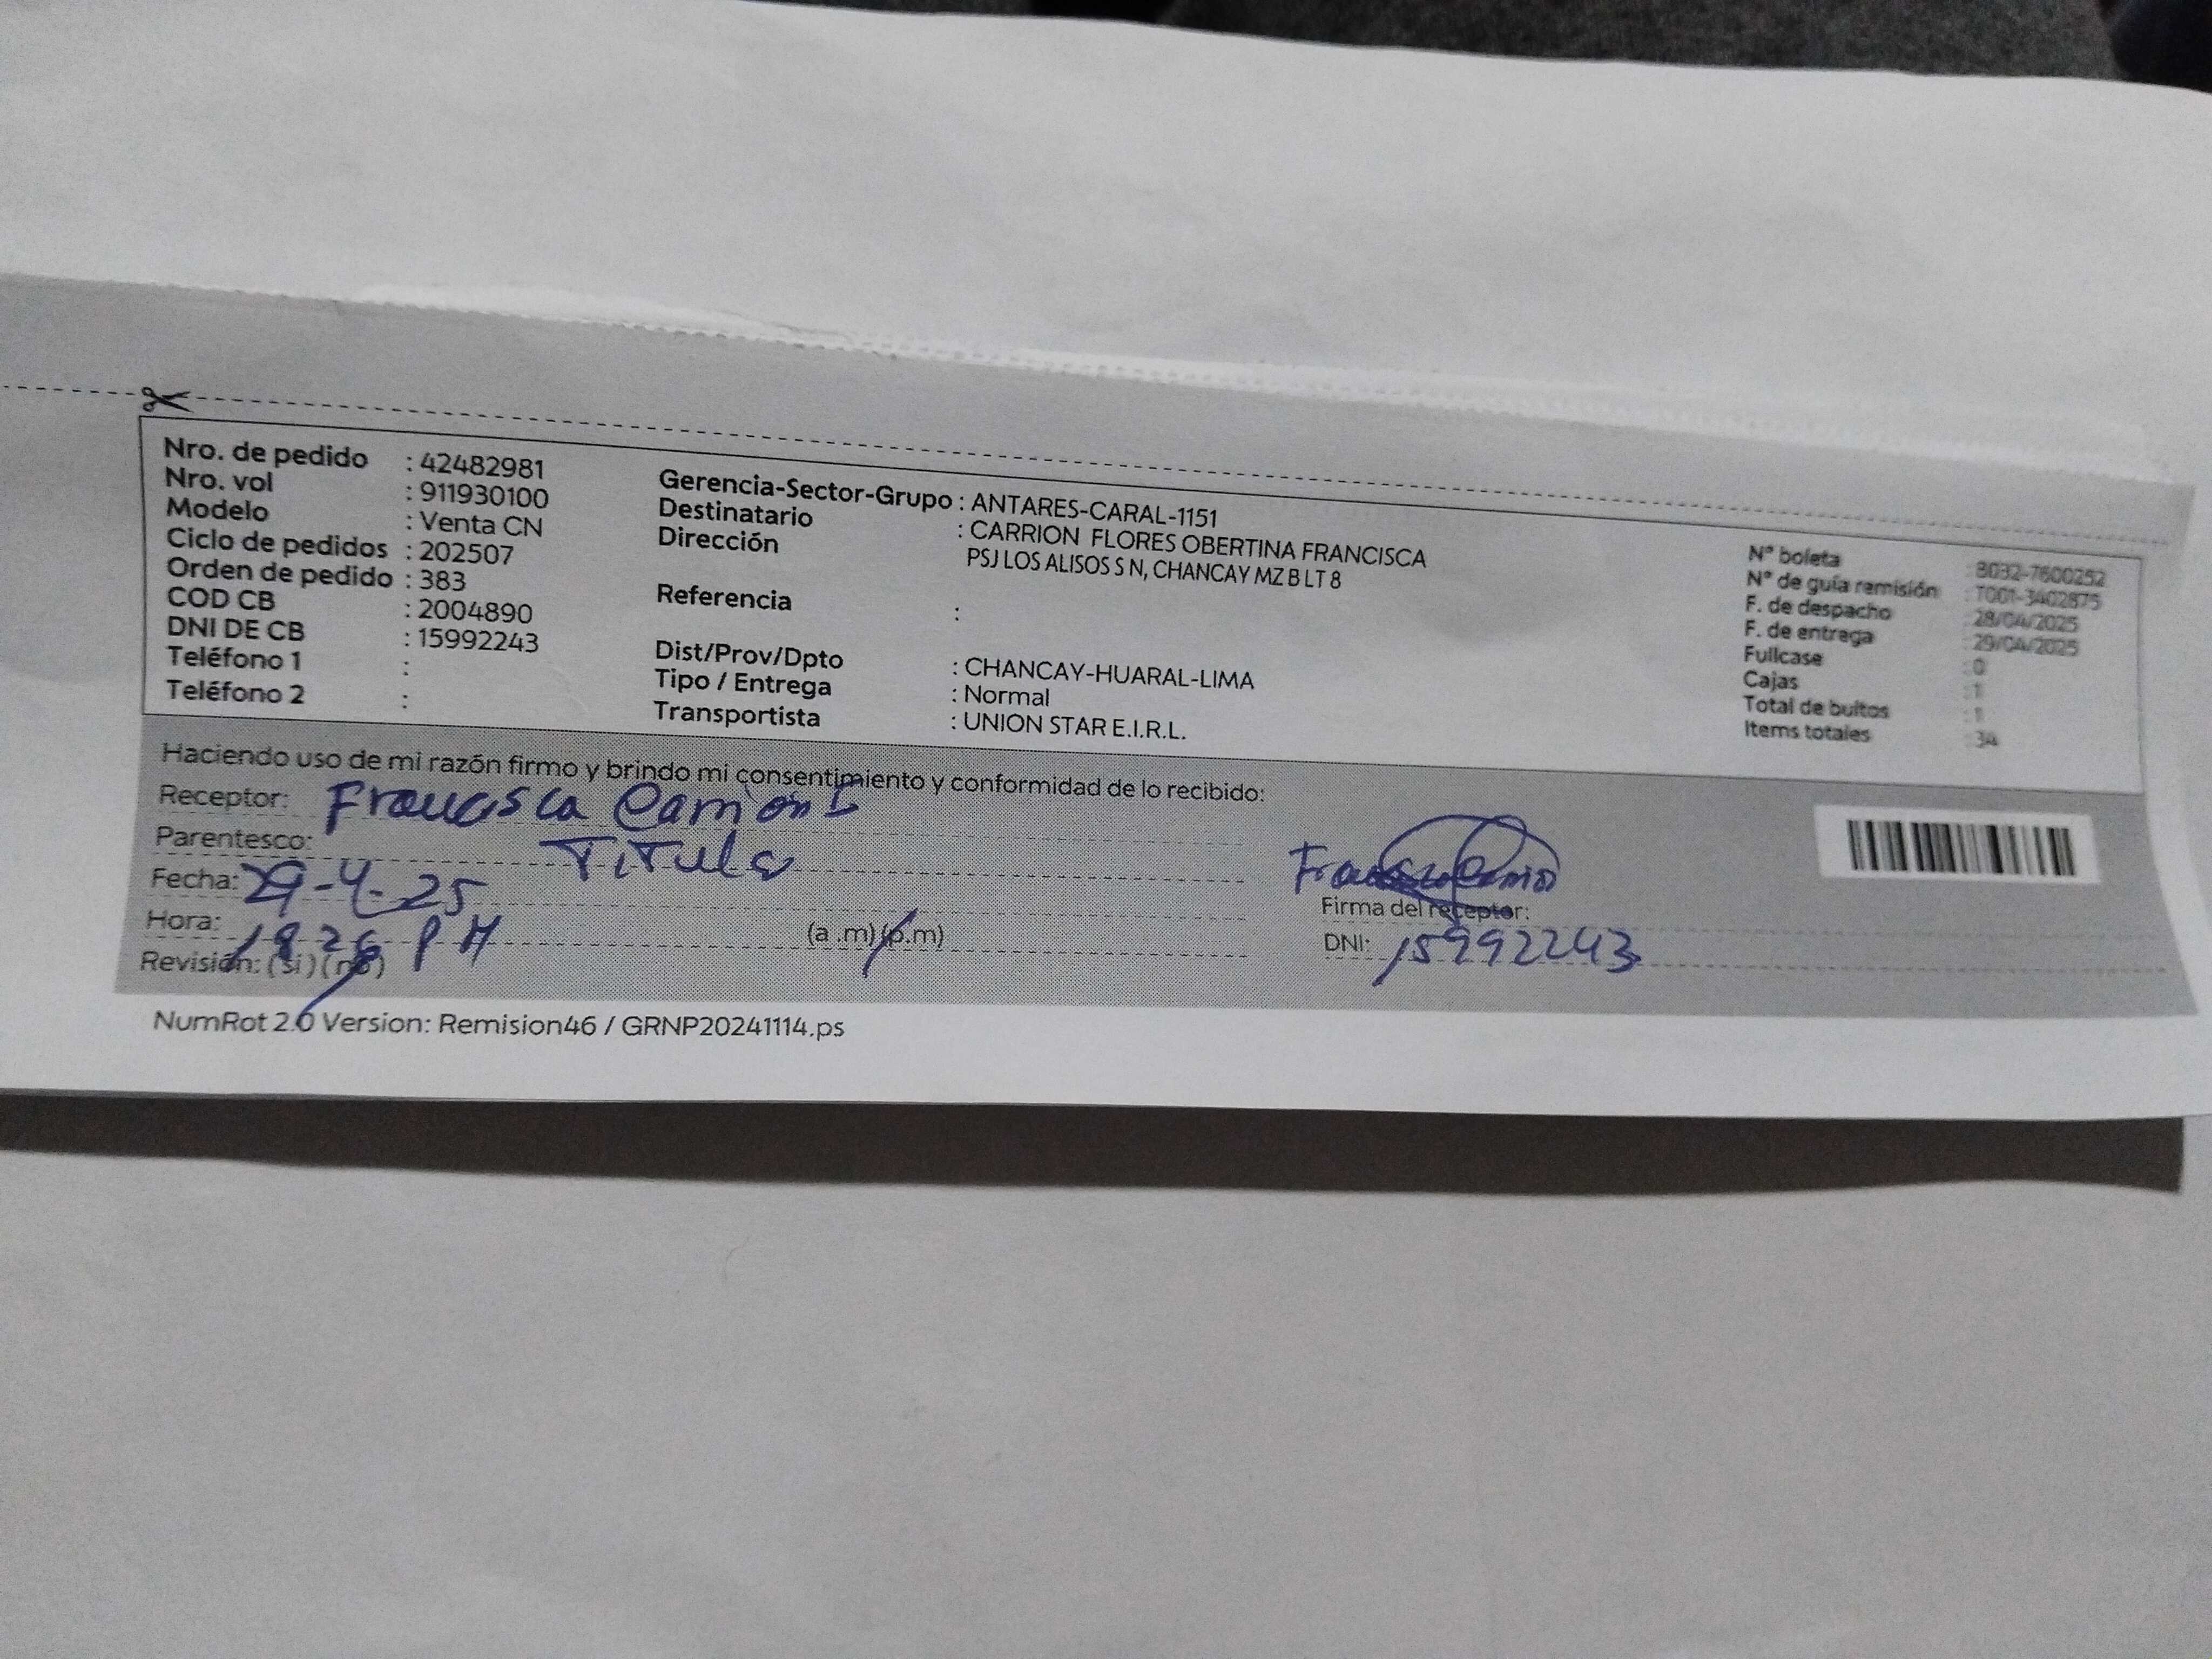 Nro. de pedido : 42482981
Nro. vol : 911930100
Modelo : Venta CN
Ciclo de pedidos : 202507
Orden de pedido : 383
COD CB : 2004890
DNI DE CB : 15992243
Teléfono 1 :
Teléfono 2 :
Gerencia-Sector-Grupo : ANTARES-CARAL-1151
Destinatario : CARRION FLORES OBERTINA FRANCISCA
Dirección PSJ LOS ALISOS S N, CHANCAY MZ B LT 8
Referencia :
Dist/Prov/Dpto : CHANCAY-HUARAL-LIMA
Tipo / Entrega : Normal
Transportista : UNION STAR E.I.R.L.
N° boleta : B032-7600252
N° de guía remisión : T001-3402875
F. de despacho : 28/04/2025
F. de entrega : 29/04/2025
Fullcase : 0
Cajas : 1
Total de bultos : 1
Items totales : 34
Haciendo uso de mi razón firmo y brindo mi consentimiento y conformidad de lo recibido:
Receptor: Francisca Carrion
Parentesco: Titula
Fecha: 29-4-25
Hora: PM (a .m) (p.m)
Revisión: (si) (no)
Firma del receptor:
DNI: 15992243
NumRot 2.0 Version: Remision46 / GRNP20241114.ps